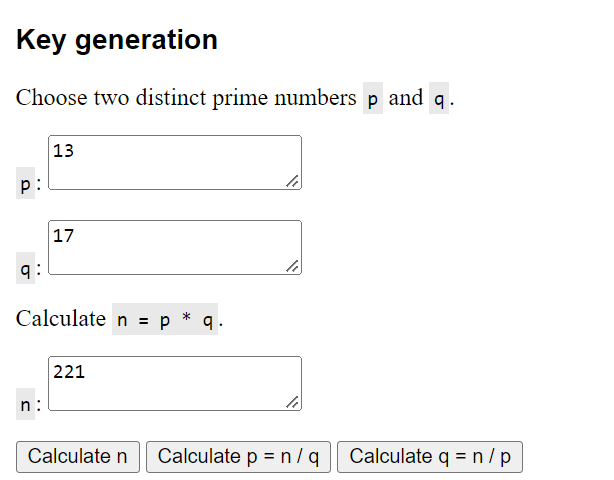 Key generation
Choose two distinct prime numbers p and q.
13
p:
17
q:
Calculate n = p * q.
221
n:
Calculate n Calculate p = n / q Calculate q = n / p